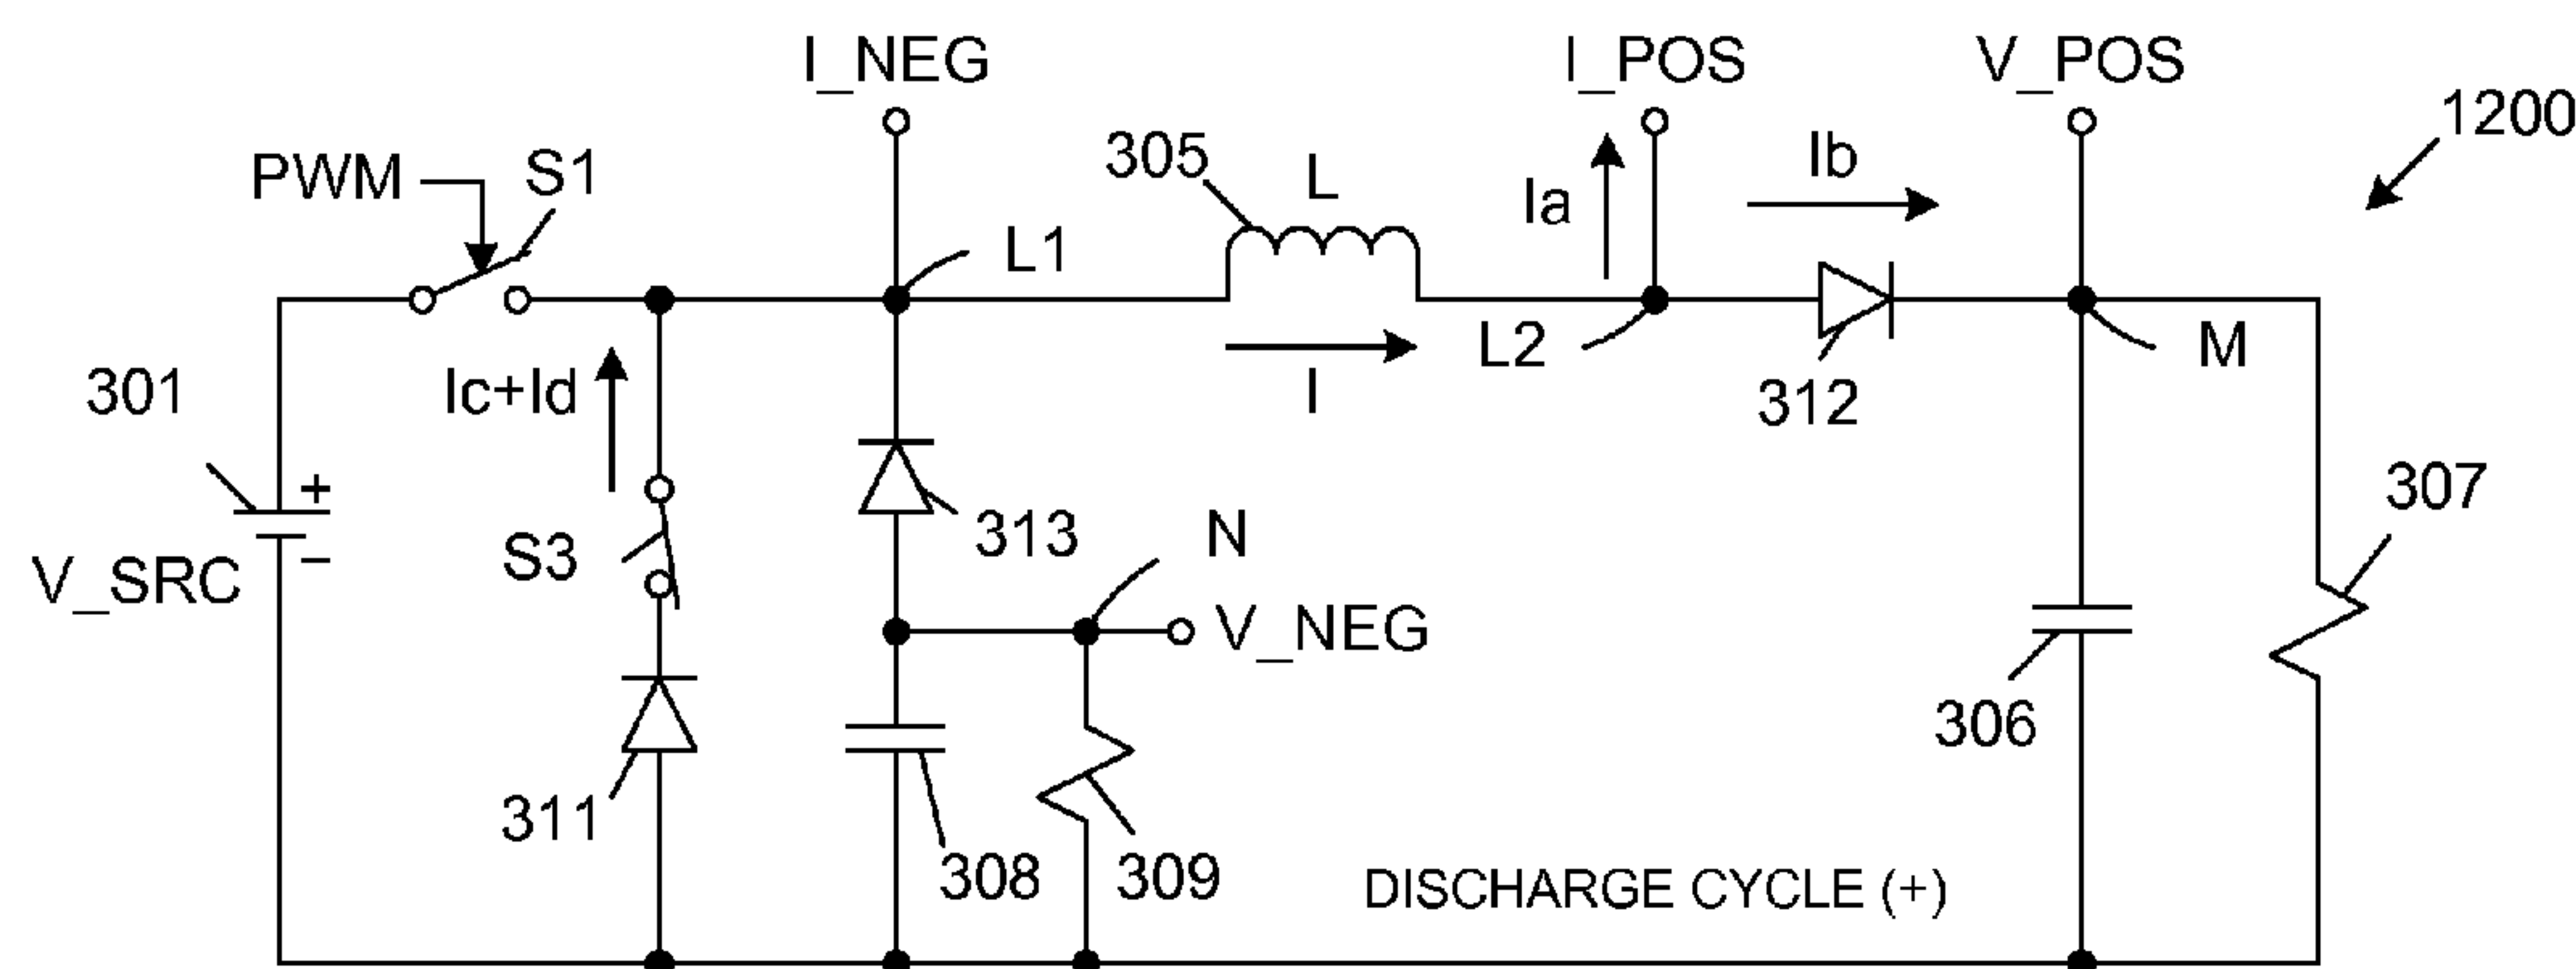 I_NEG
I_POS
V_POS
1200
PWM
S1
305
L
Ia
Ib
L1
L2
M
301
Ic+Id
I
312
+
307
S3
313
N
V_SRC
−
V_NEG
306
311
308
309
DISCHARGE CYCLE (+)